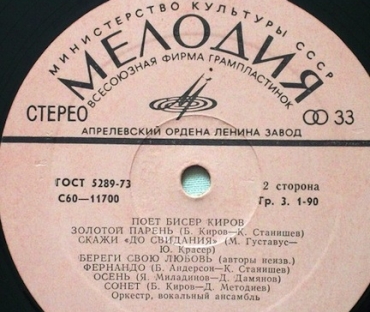 МИНИСТЕРСТВО КУЛЬТУРЫ СССР
МЕЛОДИЯ
ВСЕСОЮЗНАЯ ФИРМА ГРАМПЛАСТИНОК
СТЕРЕО
33
АПРЕЛЕВСКИЙ ОРДЕНА ЛЕНИНА ЗАВОД
ГОСТ 5289-73
2 сторона
С60—11700
Гр. 3. 1-90
ПОЕТ БИСЕР КИРОВ
ЗОЛОТОЙ ПАРЕНЬ (Б. Киров—К. Станишев)
СКАЖИ «ДО СВИДАНИЯ» (М. Густавус—
Ю. Красер)
БЕРЕГИ СВОЮ ЛЮБОВЬ (авторы неизв.)
ФЕРНАНДО (Б. Андерсон—К. Станишев)
ОСЕНЬ (Я. Миладинов—Д. Дамянов)
СОНЕТ (Б. Киров—Д. Методиев)
Оркестр, вокальный ансамбль